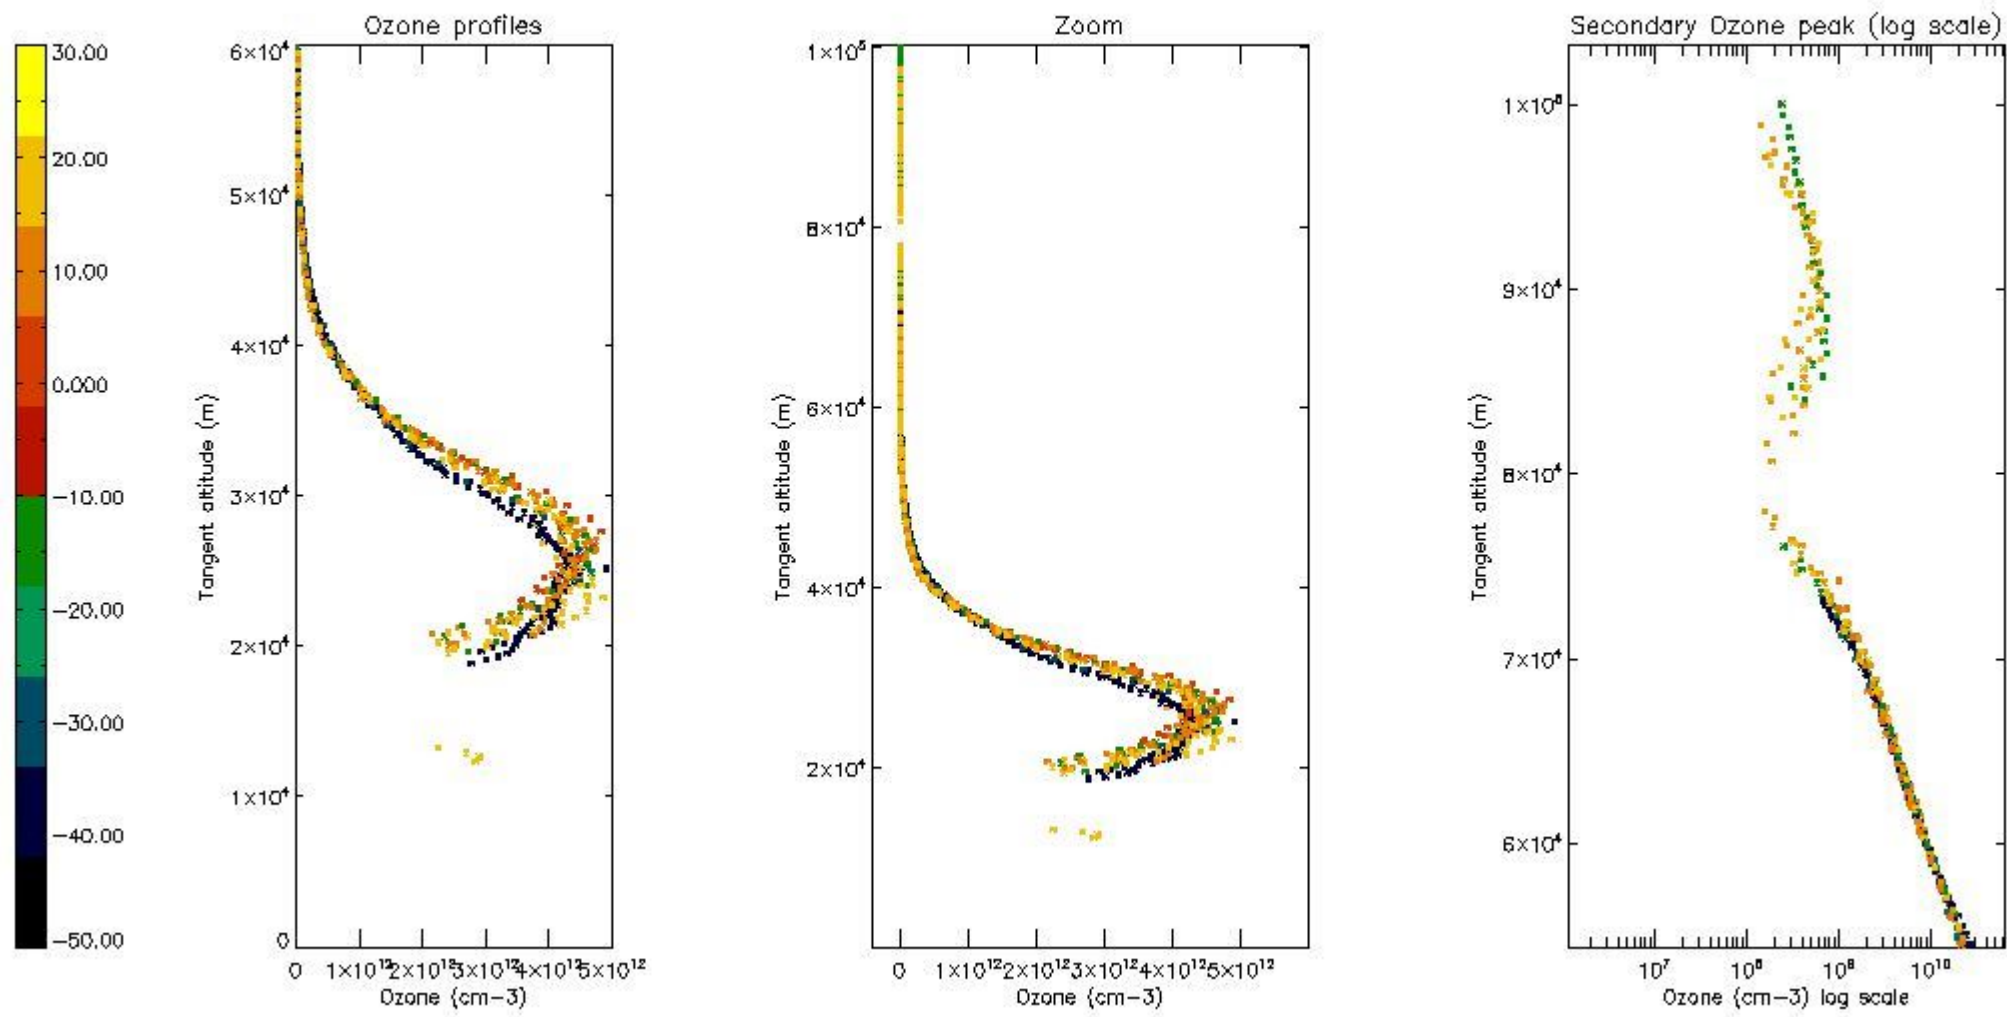 Ozone profiles
Zoom
Secondary Ozone peak (log scale)
30.00
20.00
10.00
0.000
−10.00
−20.00
−30.00
−40.00
−50.00
6×10⁴
5×10⁴
4×10⁴
3×10⁴
2×10⁴
1×10⁴
0
Tangent altitude (m)
0 1×10¹² 2×10¹² 3×10¹² 4×10¹² 5×10¹²
Ozone (cm−3)
1×10⁵
8×10⁴
6×10⁴
4×10⁴
2×10⁴
Tangent altitude (m)
0 1×10¹² 2×10¹² 3×10¹² 4×10¹² 5×10¹²
Ozone (cm−3)
1×10⁵
9×10⁴
8×10⁴
7×10⁴
6×10⁴
Tangent altitude (m)
10⁷ 10⁸ 10⁹ 10¹⁰
Ozone (cm−3) log scale